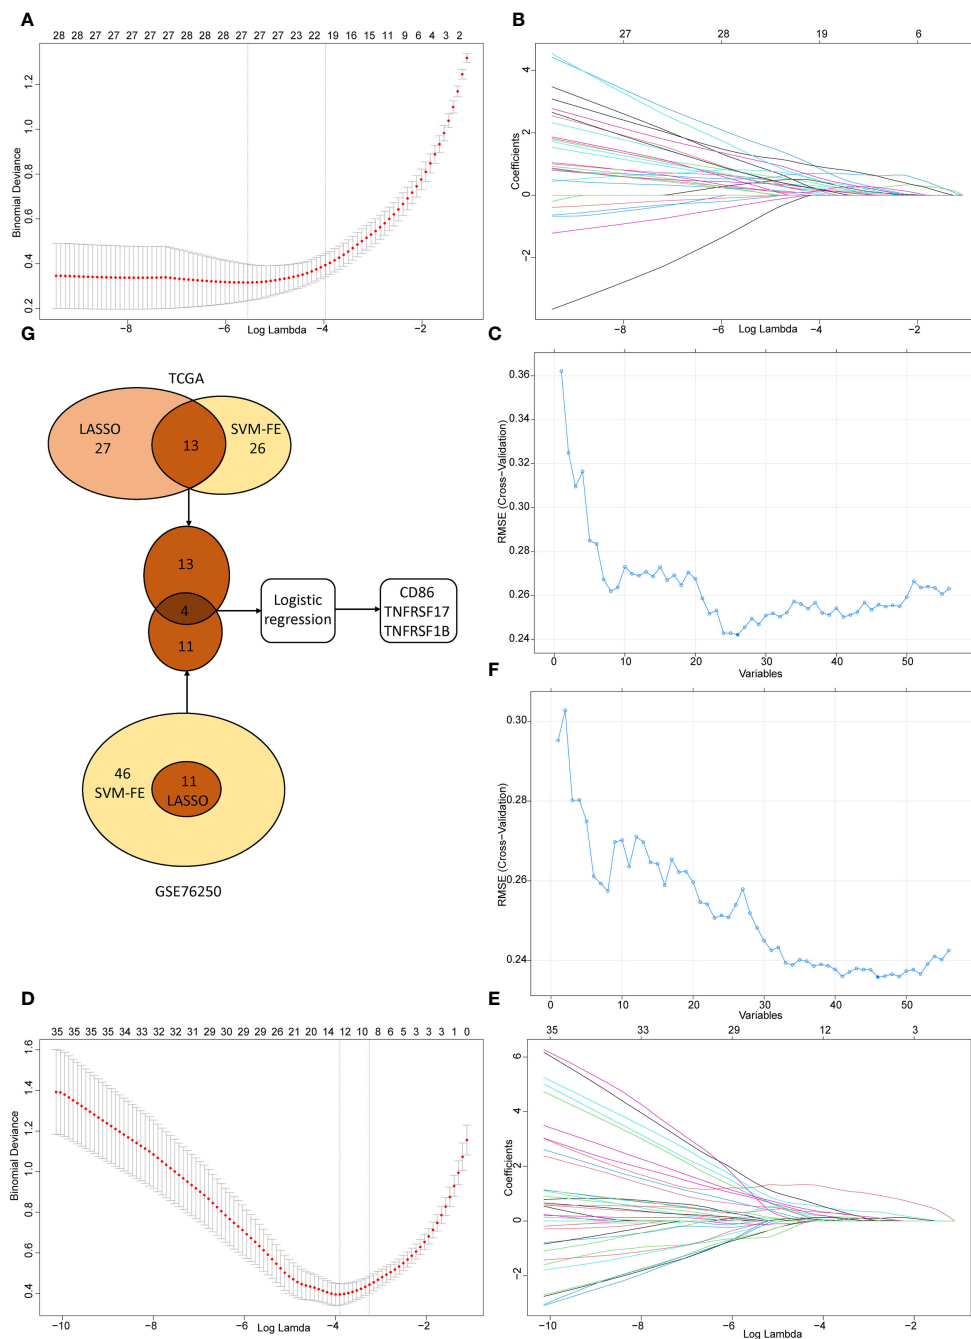 A
28 28 27 27 27 27 27 28 28 27 27 27 23 22 19 16 15 11 9 6 4 3 2
Binomial Deviance
1.2
1.0
0.8
0.6
0.4
0.2
−8 −6 −4 −2
Log Lambda
B
27 28 19 6
Coefficients
4
2
0
−2
−8 −6 −4 −2
Log Lambda
G
TCGA
LASSO
27
13
SVM-FE
26
13
4
11
Logistic
regression
CD86
TNFRSF17
TNFRSF1B
46
SVM-FE
11
LASSO
GSE76250
C
RMSE (Cross−Validation)
0.36
0.34
0.32
0.30
0.28
0.26
0.24
0 10 20 30 40 50
Variables
F
RMSE (Cross−Validation)
0.30
0.28
0.26
0.24
0 10 20 30 40 50
Variables
D
35 35 35 35 34 33 32 32 31 29 30 29 29 26 21 20 14 12 10 8 6 5 3 3 3 1 0
Binomial Deviance
1.6
1.4
1.2
1.0
0.8
0.6
0.4
−10 −8 −6 −4 −2
Log Lamda
E
35 33 29 12 3
Coefficients
6
4
2
0
−2
−10 −8 −6 −4 −2
Log Lambda